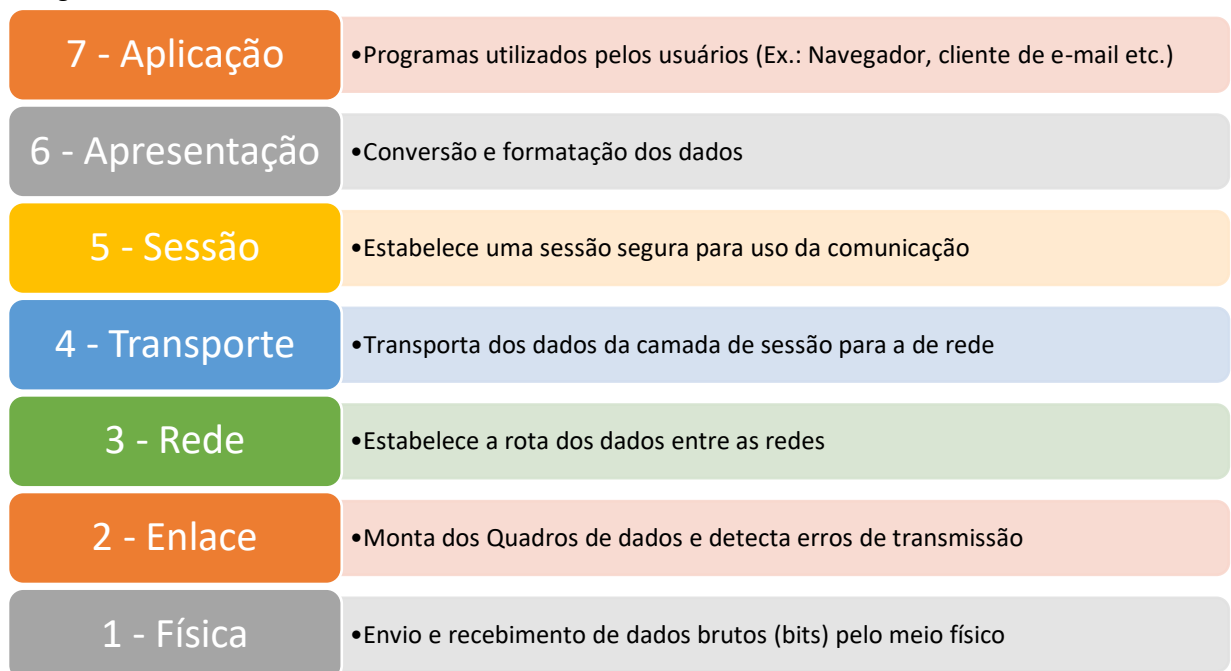 7 - Aplicação
•Programas utilizados pelos usuários (Ex.: Navegador, cliente de e-mail etc.)
6 - Apresentação
•Conversão e formatação dos dados
5 - Sessão
•Estabelece uma sessão segura para uso da comunicação
4 - Transporte
•Transporta dos dados da camada de sessão para a de rede
3 - Rede
•Estabelece a rota dos dados entre as redes
2 - Enlace
•Monta dos Quadros de dados e detecta erros de transmissão
1 - Física
•Envio e recebimento de dados brutos (bits) pelo meio físico